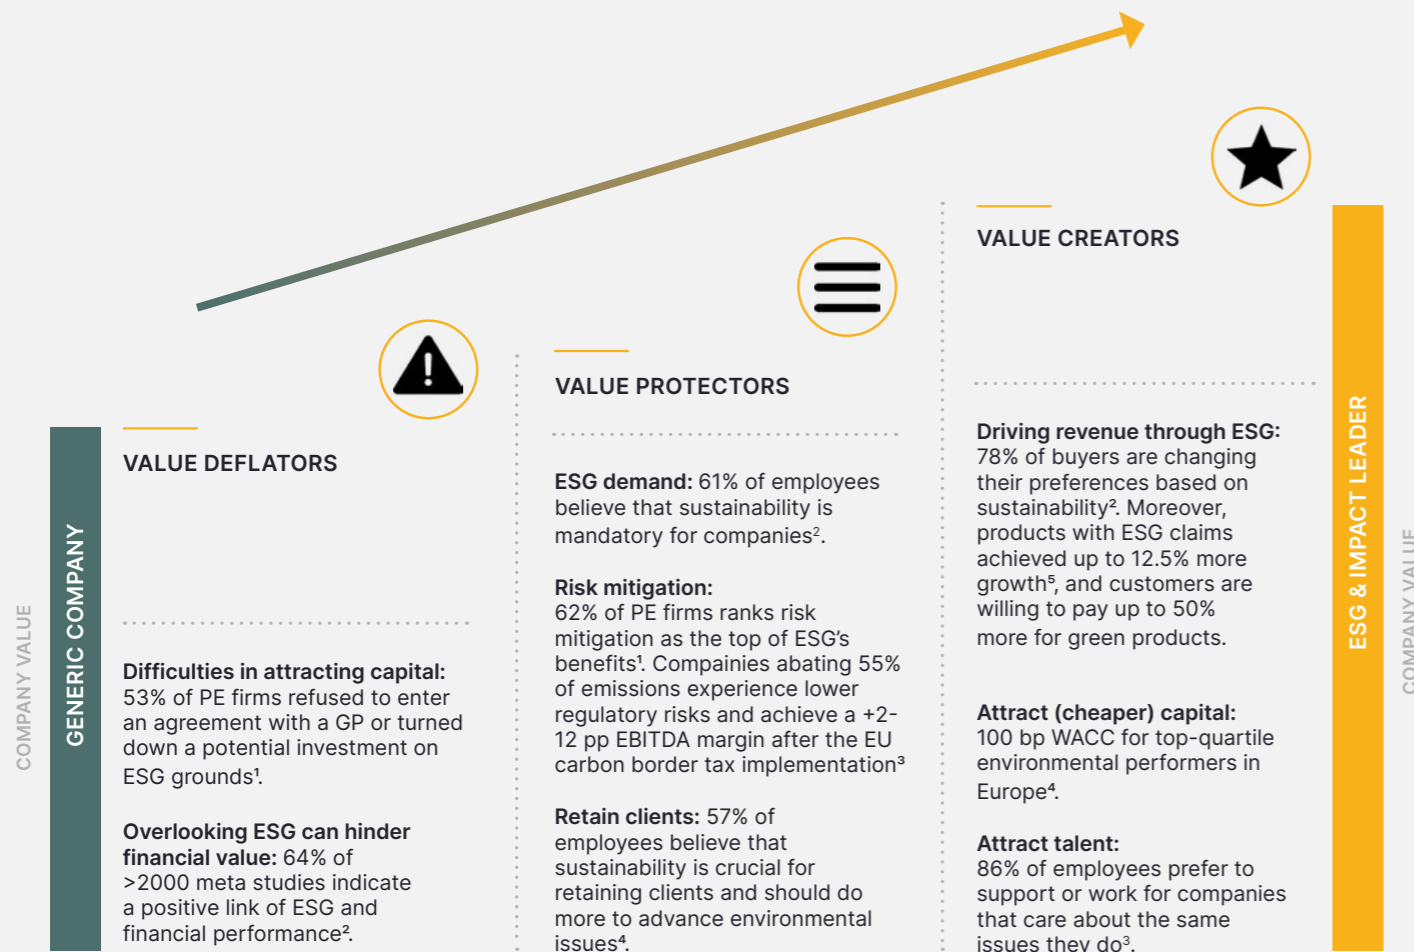 COMPANY VALUE
GENERIC COMPANY
VALUE DEFLATORS
Difficulties in attracting capital:
53% of PE firms refused to enter
an agreement with a GP or turned
down a potential investment on
ESG grounds¹.
Overlooking ESG can hinder
financial value: 64% of
>2000 meta studies indicate
a positive link of ESG and
financial performance².
VALUE PROTECTORS
ESG demand: 61% of employees
believe that sustainability is
mandatory for companies².
Risk mitigation:
62% of PE firms ranks risk
mitigation as the top of ESG’s
benefits¹. Compainies abating 55%
of emissions experience lower
regulatory risks and achieve a +2-
12 pp EBITDA margin after the EU
carbon border tax implementation³
Retain clients: 57% of
employees believe that
sustainability is crucial for
retaining clients and should do
more to advance environmental
issues⁴.
VALUE CREATORS
Driving revenue through ESG:
78% of buyers are changing
their preferences based on
sustainability². Moreover,
products with ESG claims
achieved up to 12.5% more
growth⁵, and customers are
willing to pay up to 50%
more for green products.
Attract (cheaper) capital:
100 bp WACC for top-quartile
environmental performers in
Europe⁴.
Attract talent:
86% of employees prefer to
support or work for companies
that care about the same
issues they do³.
ESG & IMPACT LEADER
COMPANY VALUE